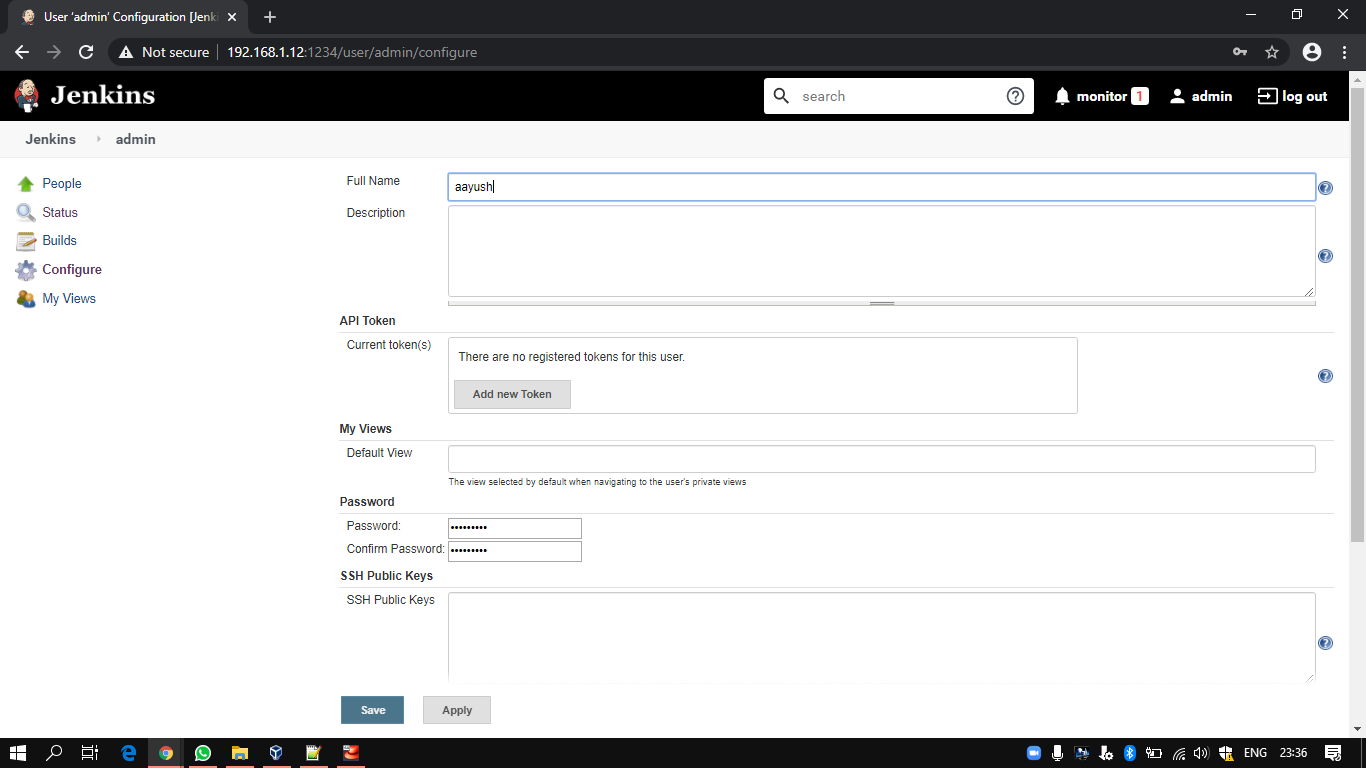 User 'admin' Configuration [Jenki
Not secure 192.168.1.12:1234/user/admin/configure
Jenkins
search
monitor 1
admin
log out
Jenkins admin
People
Status
Builds
Configure
My Views
Full Name
aayush
Description
API Token
Current token(s)
There are no registered tokens for this user.
Add new Token
My Views
Default View
The view selected by default when navigating to the user's private views
Password
Password:
•••••••••
Confirm Password:
•••••••••
SSH Public Keys
SSH Public Keys
Save Apply
ENG 23:36